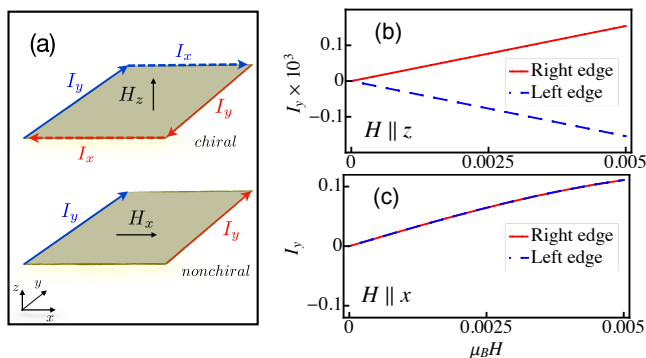 (a)
I_x
I_y
H_z
I_y
I_x
chiral
I_y
H_x
I_y
nonchiral
z
y
x
(b)
I_y × 10^3
0.1
0
−0.1
Right edge
Left edge
H ∥ z
0
0.0025
0.005
(c)
I_y
0.1
0
−0.1
Right edge
Left edge
H ∥ x
0
0.0025
0.005
μ_B H